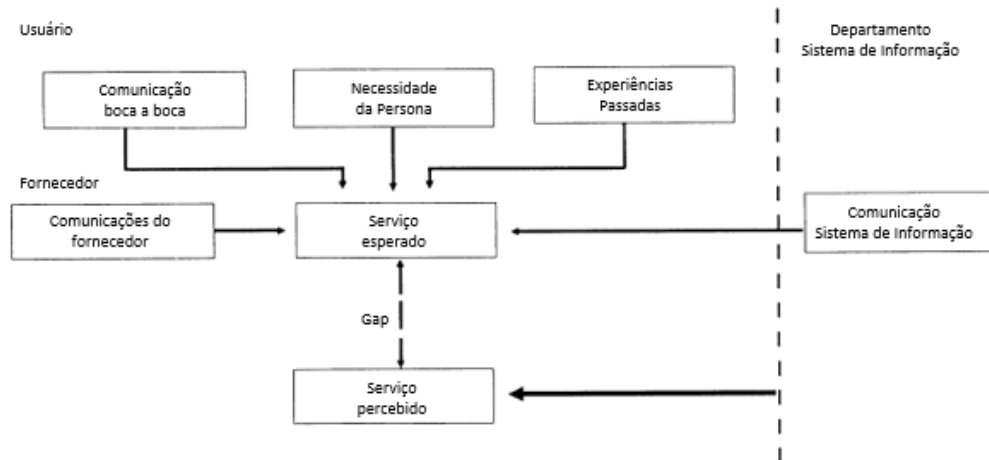 Usuário
Departamento
Sistema de Informação
Comunicação
boca a boca
Necessidade
da Persona
Experiências
Passadas
Fornecedor
Comunicações do
fornecedor
Serviço
esperado
Comunicação
Sistema de Informação
Gap
Serviço
percebido